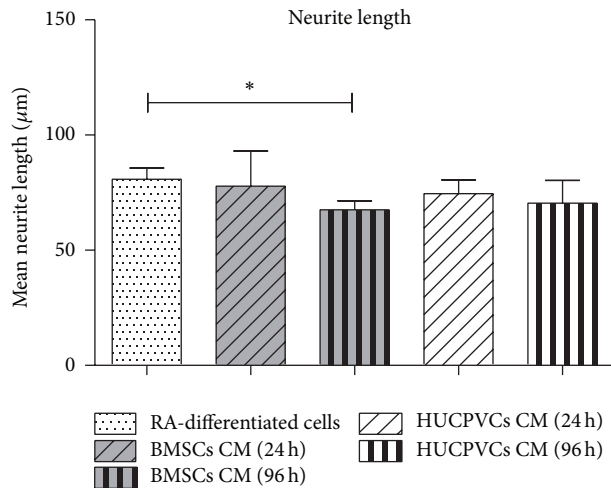 Neurite length
150
100
50
0
Mean neurite length (μm)
*
RA-differentiated cells
BMSCs CM (24 h)
BMSCs CM (96 h)
HUCPVCs CM (24 h)
HUCPVCs CM (96 h)